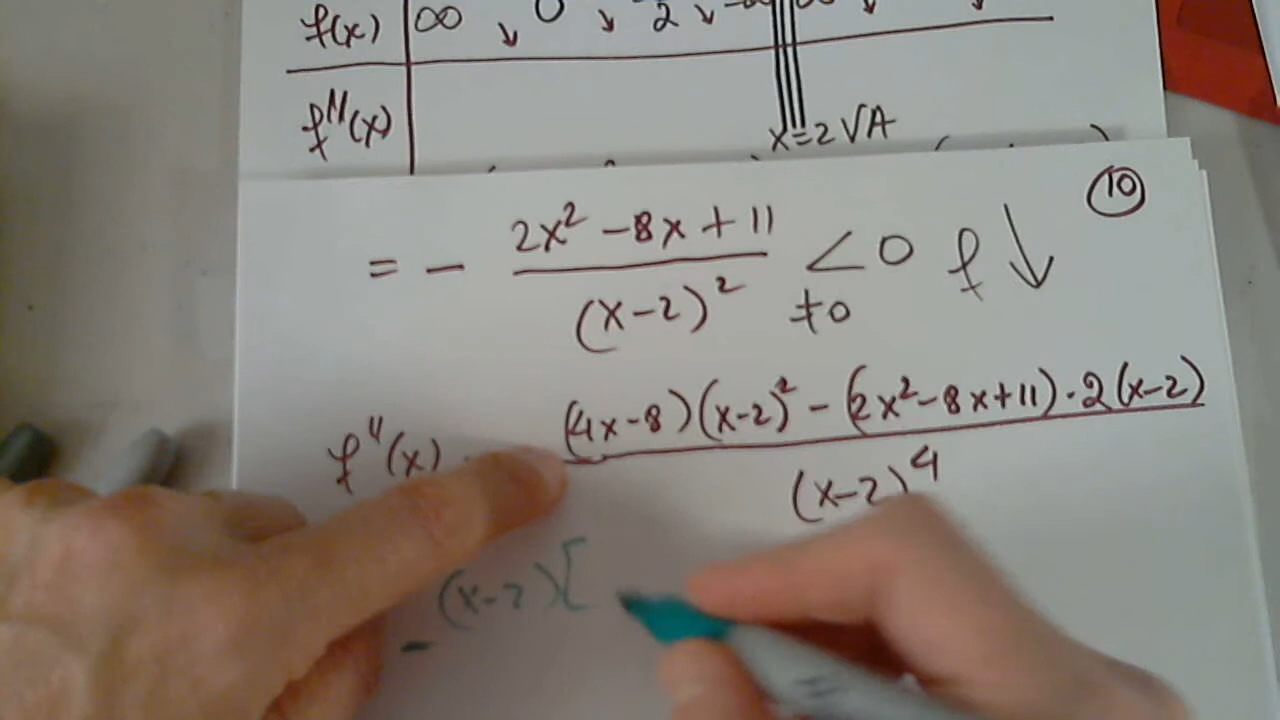 f(x) ∞ ↘ 0 ↘ 2 ↘
f''(x)
x=2 VA
⑩
= - (2x² -8x + 11)/((x-2)²) < 0 f ↓
≠0
f''(x) ((4x-8)(x-2)² - (2x²-8x+11)·2(x-2))/((x-2)⁴)
- (x-2)[